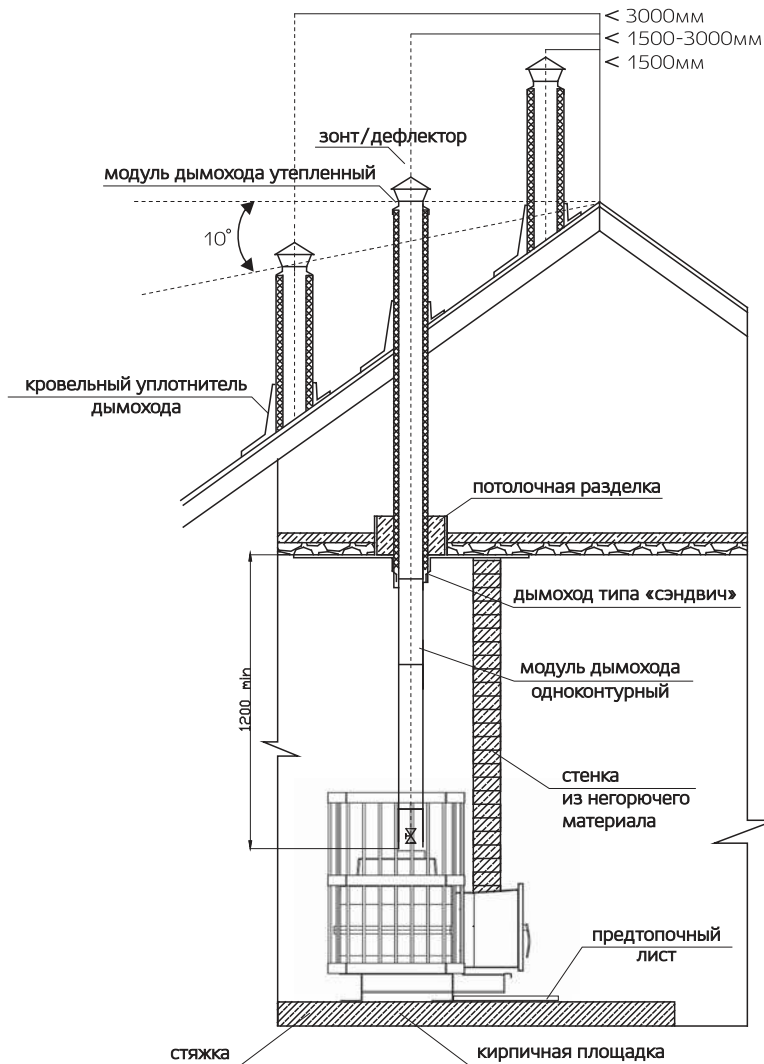 < 3000мм
< 1500-3000мм
< 1500мм
зонт/дефлектор
модуль дымохода утепленный
10°
кровельный уплотнитель
дымохода
потолочная разделка
дымоход типа «сэндвич»
модуль дымохода
одноконтурный
1200 min
стенка
из негорючего
материала
предтопочный
лист
стяжка
кирпичная площадка